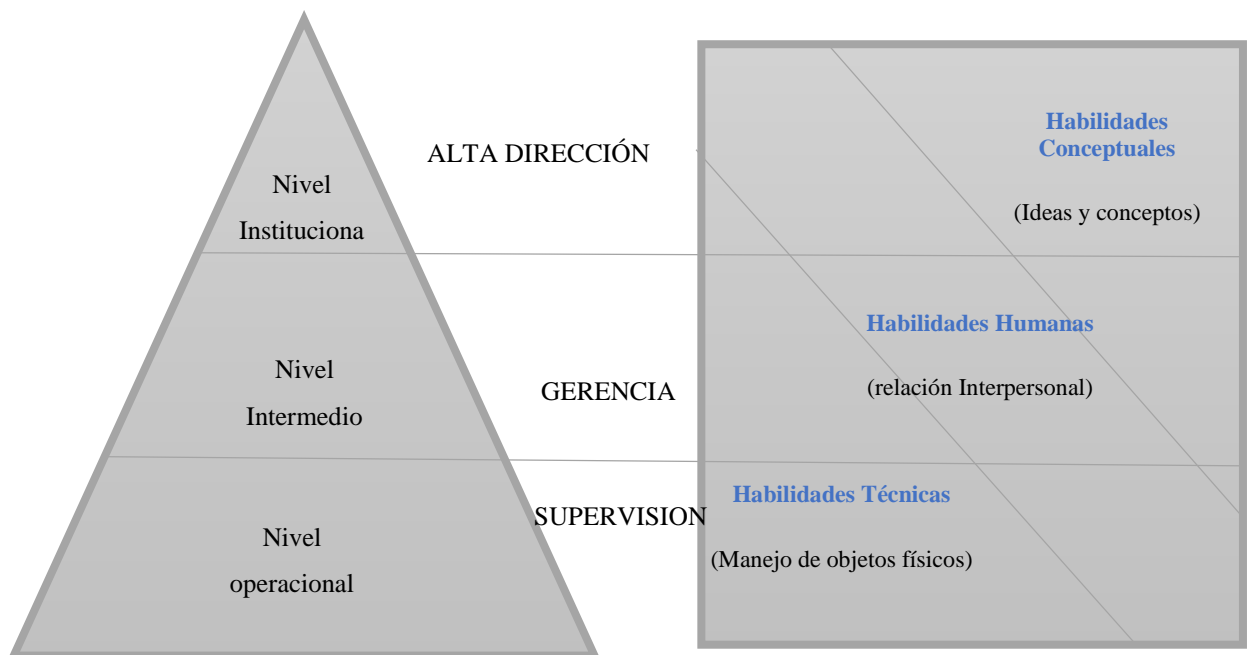 Nivel
Instituciona
ALTA DIRECCIÓN
Habilidades
Conceptuales
(Ideas y conceptos)
Nivel
Intermedio
GERENCIA
Habilidades Humanas
(relación Interpersonal)
Nivel
operacional
SUPERVISION
Habilidades Técnicas
(Manejo de objetos físicos)